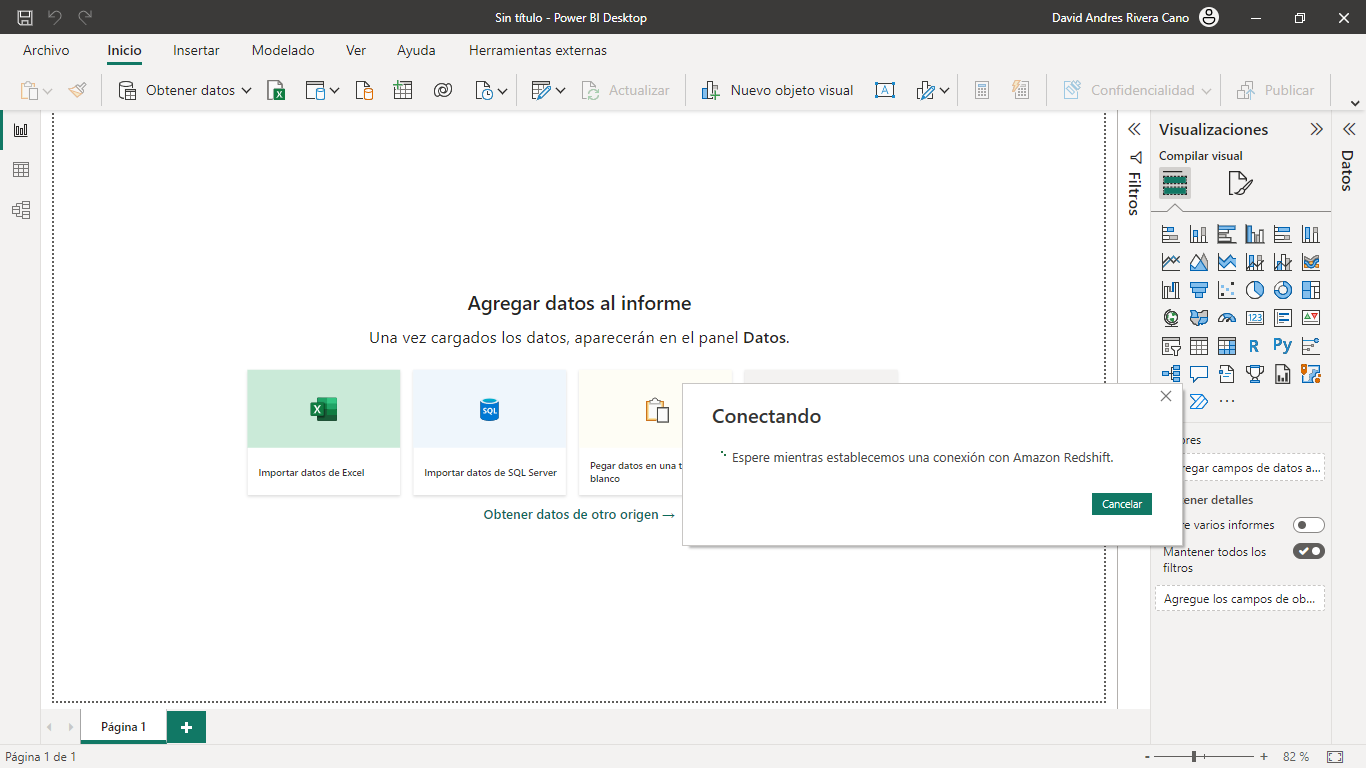 Sin título - Power BI Desktop
David Andres Rivera Cano
Archivo
Inicio
Insertar
Modelado
Ver
Ayuda
Herramientas externas
Obtener datos
Actualizar
Nuevo objeto visual
A
Confidencialidad
Publicar
Agregar datos al informe
Una vez cargados los datos, aparecerán en el panel Datos.
X
SQL
Importar datos de Excel
Importar datos de SQL Server
Pegar datos en una t
blanco
Obtener datos de otro origen →
Conectando
Espere mientras establecemos una conexión con Amazon Redshift.
Cancelar
Filtros
Visualizaciones
Compilar visual
123
R
Py
ores
regar campos de datos a...
ener detalles
e varios informes
Mantener todos los
filtros
Agregue los campos de ob...
Datos
Página 1
Página 1 de 1
- +
82 %